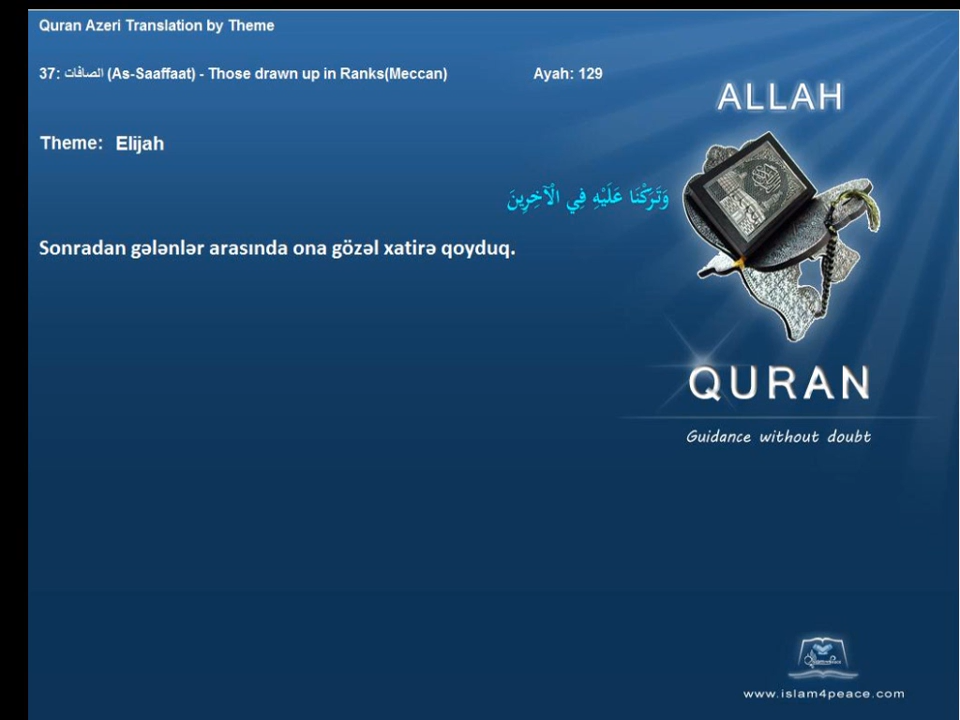 Quran Azeri Translation by Theme
37: الصافات (As-Saaffaat) - Those drawn up in Ranks(Meccan) Ayah: 129
ALLAH
Theme: Elijah
وَتَرَكْنَا عَلَيْهِ فِي الْآخِرِينَ
Sonradan gələnlər arasında ona gözəl xatirə qoyduq.
QURAN
Guidance without doubt
www.islam4peace.com